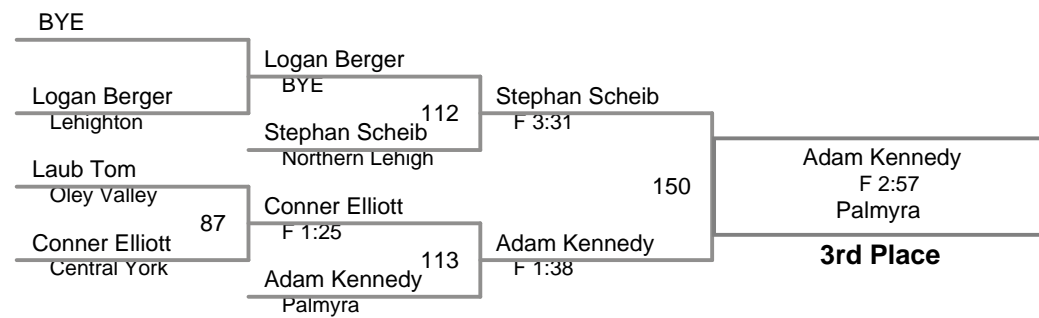 BYE
Logan Berger
Lehighton
Laub Tom
Oley Valley
87
Conner Elliott
Central York
Logan Berger
BYE
112
Stephan Scheib
Northern Lehigh
Conner Elliott
F 1:25
113
Adam Kennedy
Palmyra
Stephan Scheib
F 3:31
150
Adam Kennedy
F 1:38
Adam Kennedy
F 2:57
Palmyra
3rd Place